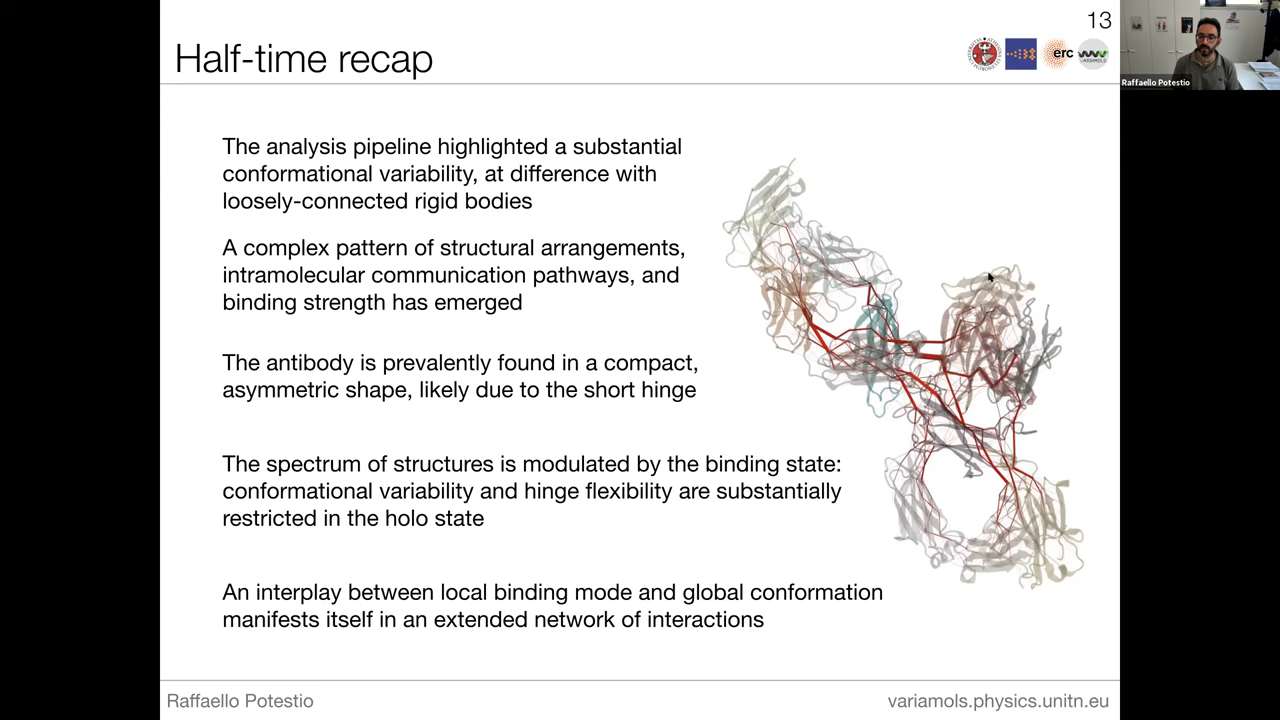 13
Half-time recap
erc
VARIAMOLS
Raffaello Potestio
The analysis pipeline highlighted a substantial
conformational variability, at difference with
loosely-connected rigid bodies
A complex pattern of structural arrangements,
intramolecular communication pathways, and
binding strength has emerged
The antibody is prevalently found in a compact,
asymmetric shape, likely due to the short hinge
The spectrum of structures is modulated by the binding state:
conformational variability and hinge flexibility are substantially
restricted in the holo state
An interplay between local binding mode and global conformation
manifests itself in an extended network of interactions
Raffaello Potestio
variamols.physics.unitn.eu